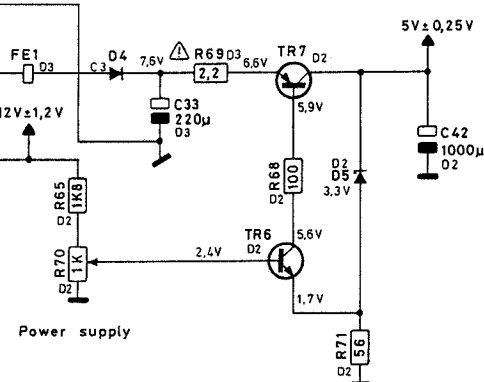 5V±0,25V
FE1
D4
7,6V
R69 D3
6,6V
TR7
D2
D3
C3
2,2
5,9V
2V±1,2V
C33
220µ
D3
C42
1000µ
D2
R68
100
D2
D2
D5
3,3V
R65
1K8
D2
TR6
D2
5,6V
R70
1K
D2
2,4V
1,7V
Power supply
R71
56
D2